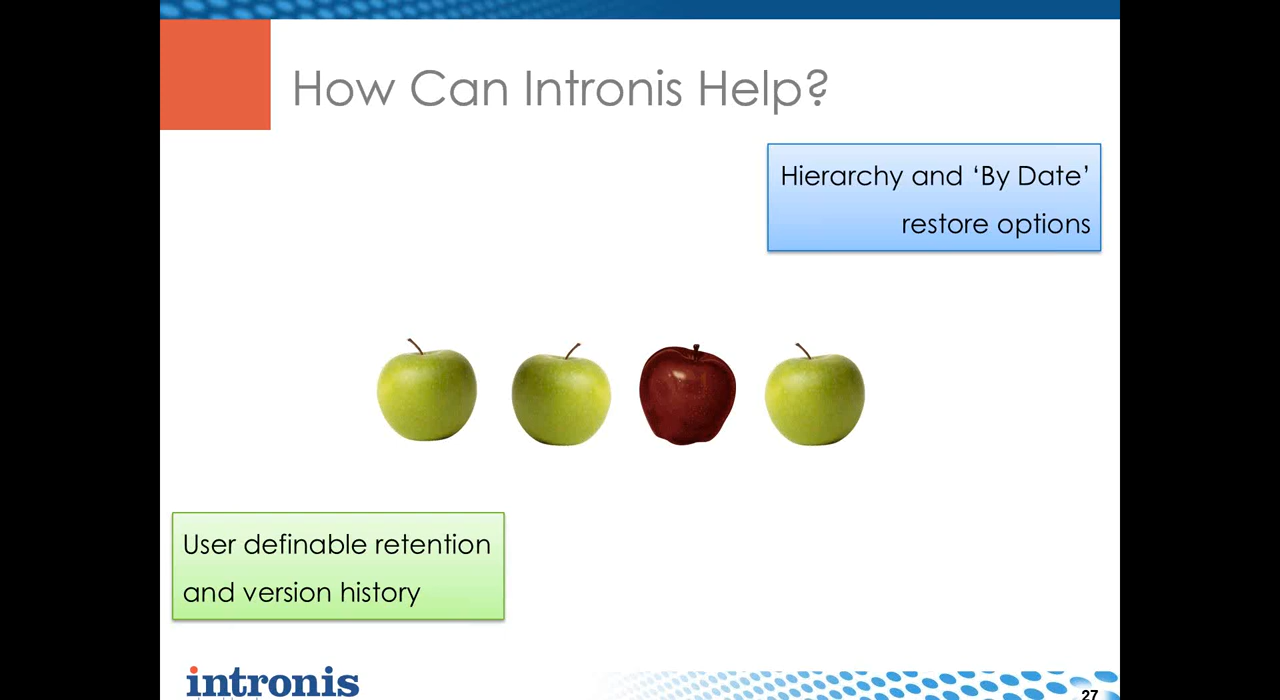 How Can Intronis Help?
Hierarchy and ‘By Date’
restore options
User definable retention
and version history
intronis
27